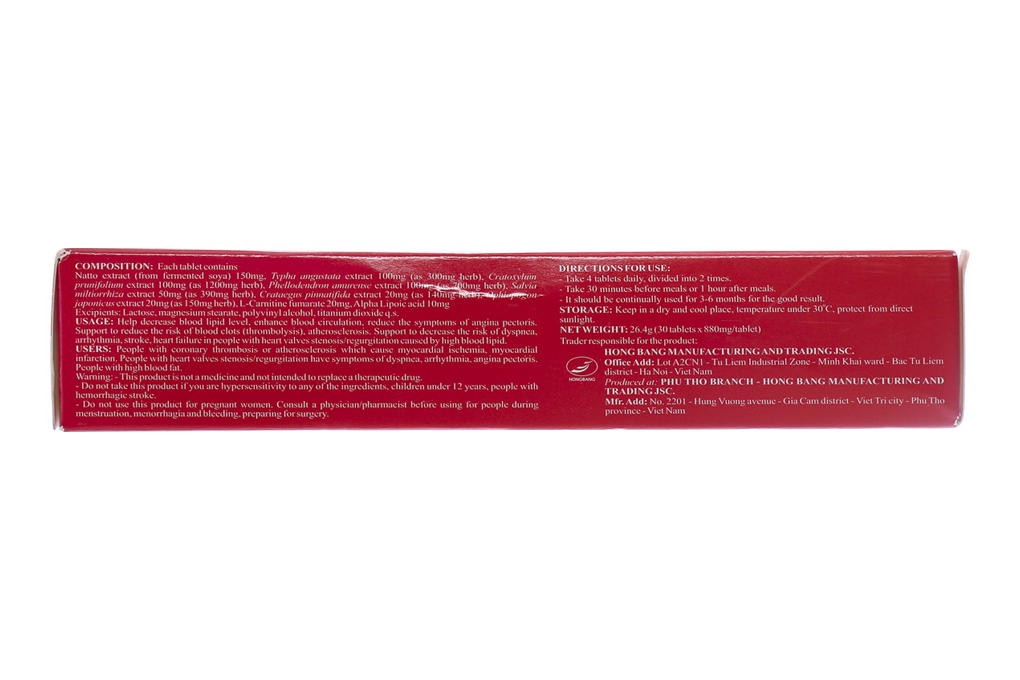 COMPOSITION: Each tablet contains
Natto extract (from fermented soya) 150mg, Typha angustata extract 100mg (as 300mg herb), Cratoxylum
prunifolium extract 100mg (as 1200mg herb), Phellodendron amurense extract 100mg (as 700mg herb), Salvia
miltiorrhiza extract 50mg (as 390mg herb), Crataegus pinnatifida extract 20mg (as 140mg herb),
japonicus extract 20mg (as 150mg herb), L-Carnitine fumarate 20mg, Alpha Lipoic acid 10mg
Excipients: Lactose, magnesium stearate, polyvinyl alcohol, titanium dioxide q.s.
USAGE: Help decrease blood lipid level, enhance blood circulation, reduce the symptoms of angina pectoris.
Support to reduce the risk of blood clots (thrombolysis), atherosclerosis. Support to decrease the risk of dyspnea,
arrhythmia, stroke, heart failure in people with heart valves stenosis/regurgitation caused by high blood lipid.
USERS: People with coronary thrombosis or atherosclerosis which cause myocardial ischemia, myocardial
infarction. People with heart valves stenosis/regurgitation have symptoms of dyspnea, arrhythmia, angina pectoris.
People with high blood fat.
Warning: - This product is not a medicine and not intended to replace a therapeutic drug.
- Do not take this product if you are hypersensitivity to any of the ingredients, children under 12 years, people with
hemorrhagic stroke.
- Do not use this product for pregnant women. Consult a physician/pharmacist before using for people during
menstruation, menorrhagia and bleeding, preparing for surgery.
DIRECTIONS FOR USE:
- Take 4 tablets daily, divided into 2 times.
- Take 30 minutes before meals or 1 hour after meals.
- It should be continually used for 3-6 months for the good result.
STORAGE: Keep in a dry and cool place, temperature under 30°C, protect from direct
sunlight.
NET WEIGHT: 26.4g (30 tablets x 880mg/tablet)
Trader responsible for the product:
HONG BANG MANUFACTURING AND TRADING JSC.
Office Add: Lot A2CN1 - Tu Liem Industrial Zone - Minh Khai ward - Bac Tu Liem
district - Ha Noi - Viet Nam
HONGBANG
Produced at: PHU THO BRANCH - HONG BANG MANUFACTURING AND
TRADING JSC.
Mfr. Add: No. 2201 - Hung Vuong avenue - Gia Cam district - Viet Tri city - Phu Tho
province - Viet Nam